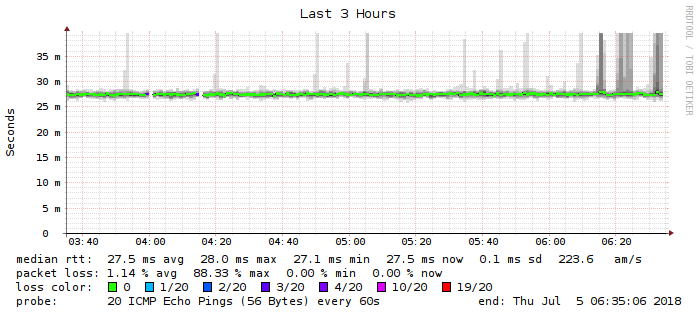 Last 3 Hours
RRDTOOL / TOBI OETIKER
Seconds
35 m
30 m
25 m
20 m
15 m
10 m
5 m
0
03:40 04:00 04:20 04:40 05:00 05:20 05:40 06:00 06:20
median rtt: 27.5 ms avg 28.0 ms max 27.1 ms min 27.5 ms now 0.1 ms sd 223.6 am/s
packet loss: 1.14 % avg 88.33 % max 0.00 % min 0.00 % now
loss color: 0 1/20 2/20 3/20 4/20 10/20 19/20
probe: 20 ICMP Echo Pings (56 Bytes) every 60s end: Thu Jul 5 06:35:06 2018